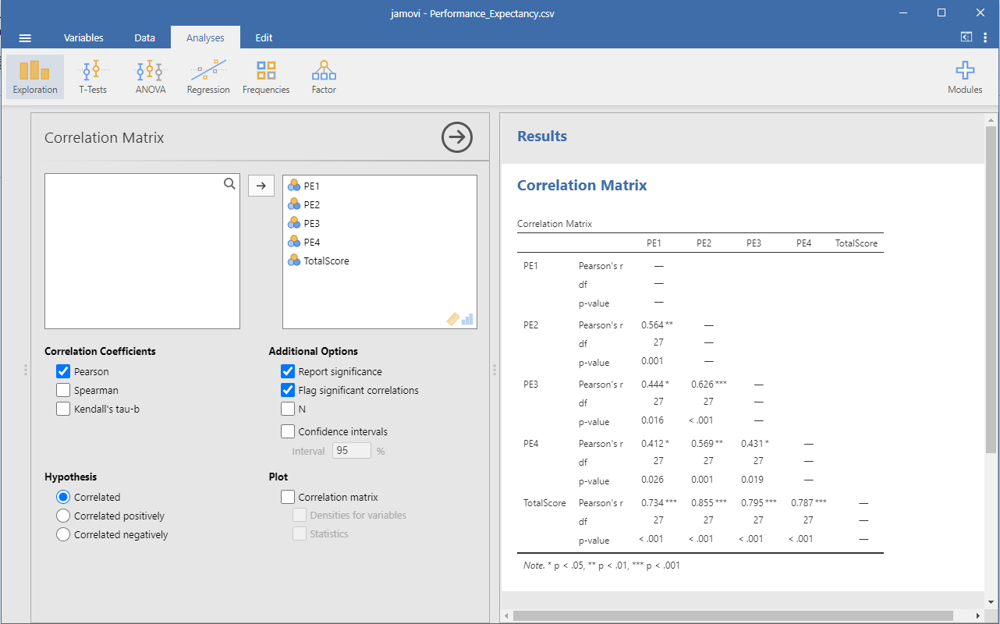 jamovi - Performance_Expectancy.csv
Variables Data Analyses Edit
Exploration T-Tests ANOVA Regression Frequencies Factor Modules
Correlation Matrix
PE1
PE2
PE3
PE4
TotalScore
Correlation Coefficients
Pearson
Spearman
Kendall's tau-b
Additional Options
Report significance
Flag significant correlations
N
Confidence intervals
Interval 95 %
Hypothesis
Correlated
Correlated positively
Correlated negatively
Plot
Correlation matrix
Densities for variables
Statistics
Results
Correlation Matrix
Correlation Matrix
PE1 PE2 PE3 PE4 TotalScore
PE1 Pearson's r —
df —
p-value —
PE2 Pearson's r 0.564 ** —
df 27 —
p-value 0.001 —
PE3 Pearson's r 0.444 * 0.626 *** —
df 27 27 —
p-value 0.016 < .001 —
PE4 Pearson's r 0.412 * 0.569 ** 0.431 * —
df 27 27 27 —
p-value 0.026 0.001 0.019 —
TotalScore Pearson's r 0.734 *** 0.855 *** 0.795 *** 0.787 *** —
df 27 27 27 27 —
p-value < .001 < .001 < .001 < .001 —
Note. * p < .05, ** p < .01, *** p < .001